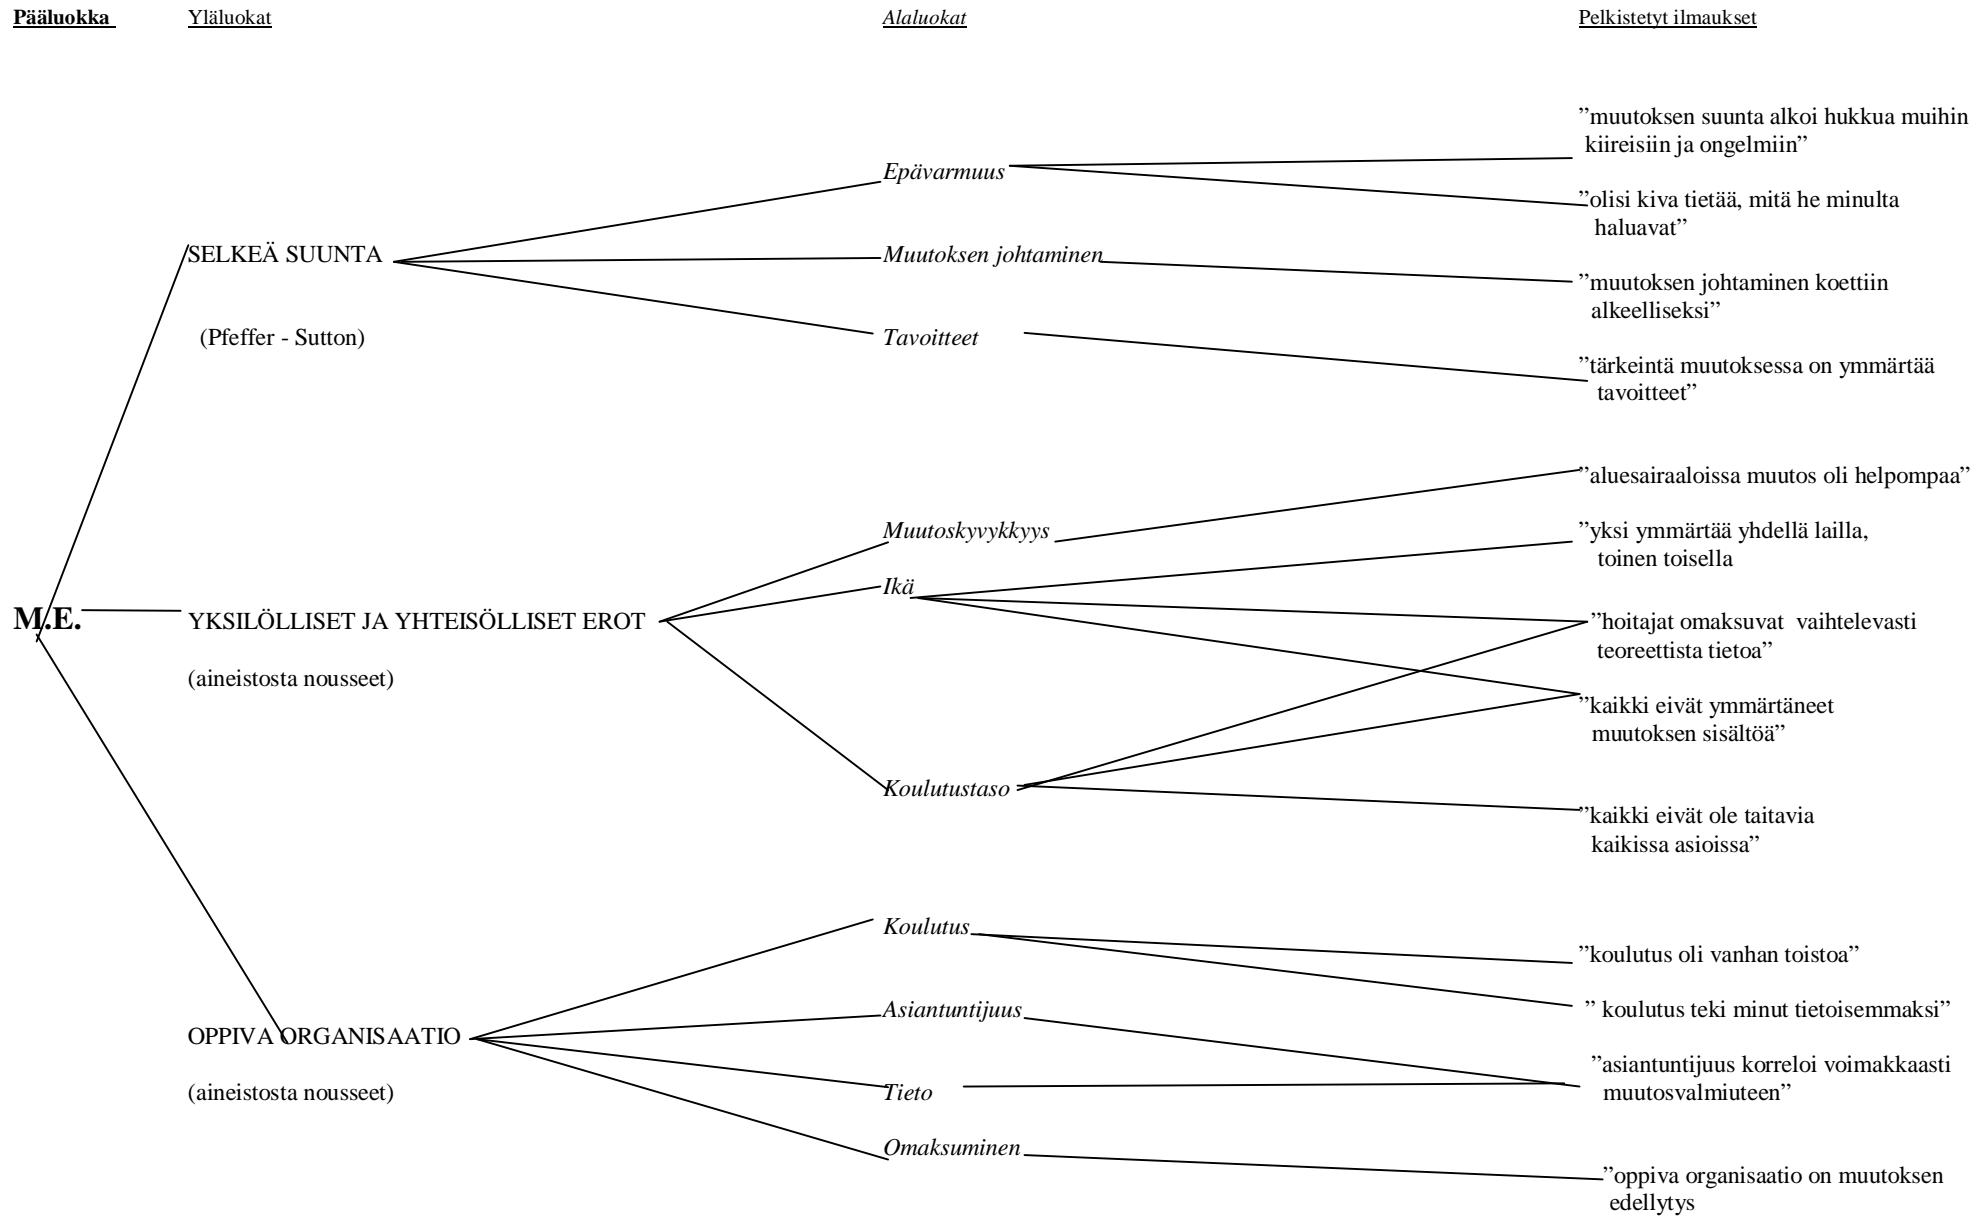 Pääluokka Yläluokat Alaluokat Pelkistetyt ilmaukset
”muutoksen suunta alkoi hukkua muihin
kiireisiin ja ongelmiin”
Epävarmuus
”olisi kiva tietää, mitä he minulta
haluavat”
SELKEÄ SUUNTA Muutoksen johtaminen
”muutoksen johtaminen koettiin
alkeelliseksi”
(Pfeffer - Sutton) Tavoitteet
”tärkeintä muutoksessa on ymmärtää
tavoitteet”
”aluesairaaloissa muutos oli helpompaa”
Muutoskyvykkyys
”yksi ymmärtää yhdellä lailla,
toinen toisella
Ikä
M.E. YKSILÖLLISET JA YHTEISÖLLISET EROT
”hoitajat omaksuvat vaihtelevasti
teoreettista tietoa”
(aineistosta nousseet)
”kaikki eivät ymmärtäneet
muutoksen sisältöä”
Koulutustaso
”kaikki eivät ole taitavia
kaikissa asioissa”
Koulutus
”koulutus oli vanhan toistoa”
Asiantuntijuus
” koulutus teki minut tietoisemmaksi”
OPPIVA ORGANISAATIO
”asiantuntijuus korreloi voimakkaasti
muutosvalmiuteen”
(aineistosta nousseet) Tieto
Omaksuminen
”oppiva organisaatio on muutoksen
edellytys